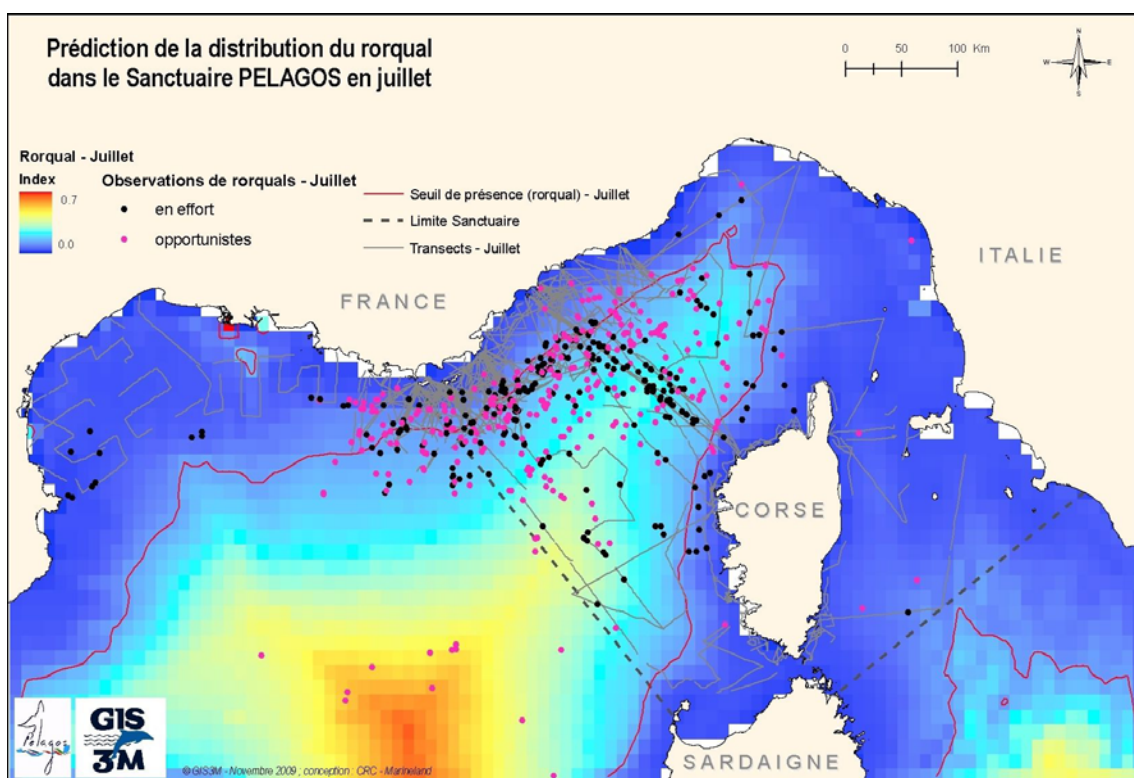 Prédiction de la distribution du rorqual
dans le Sanctuaire PELAGOS en juillet
0 50 100 Km
N
W E
S
Rorqual - Juillet
Index
0.7
0.0
Observations de rorquals - Juillet
en effort
opportunistes
Seuil de présence (rorqual) - Juillet
Limite Sanctuaire
Transects - Juillet
FRANCE
ITALIE
CORSE
SARDAIGNE
Pelagos
GIS
3M
©GIS3M - Novembre 2009 ; conception : CRC - Marineland